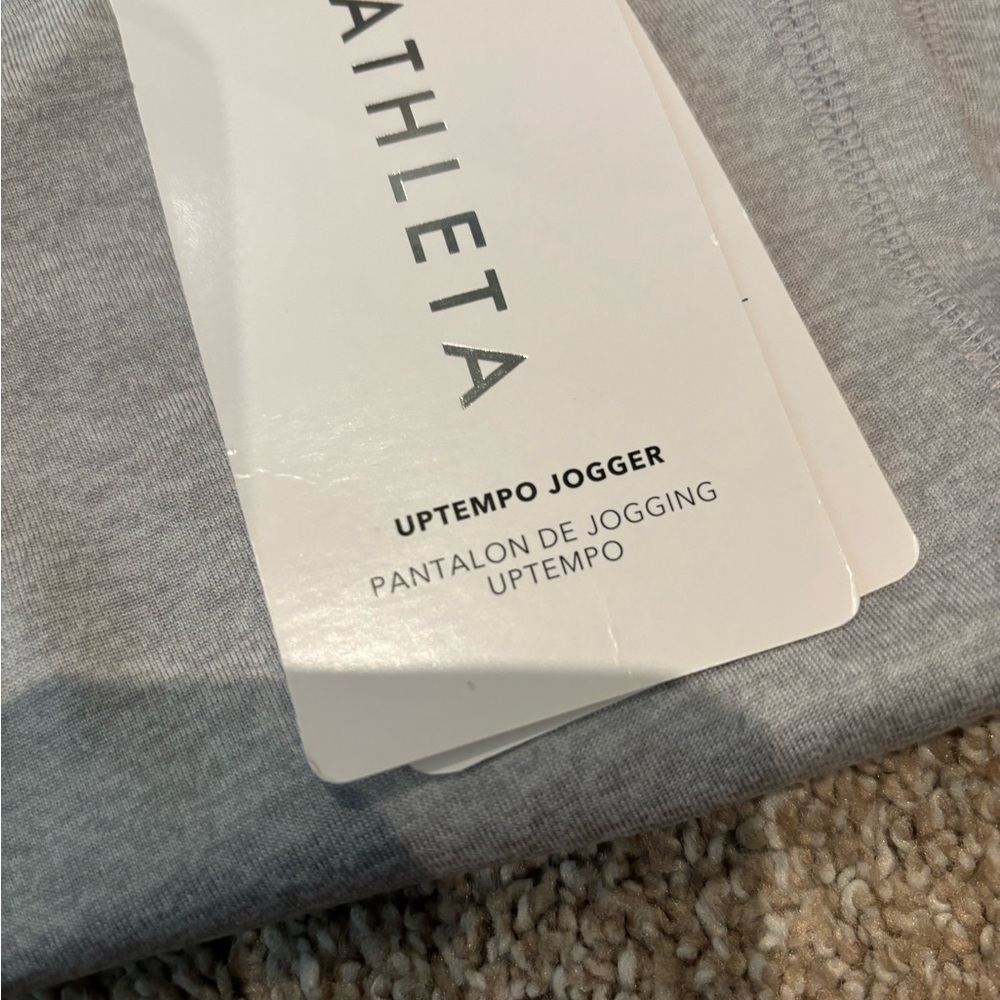 ATHLETA
UPTEMPO JOGGER
PANTALON DE JOGGING
UPTEMPO